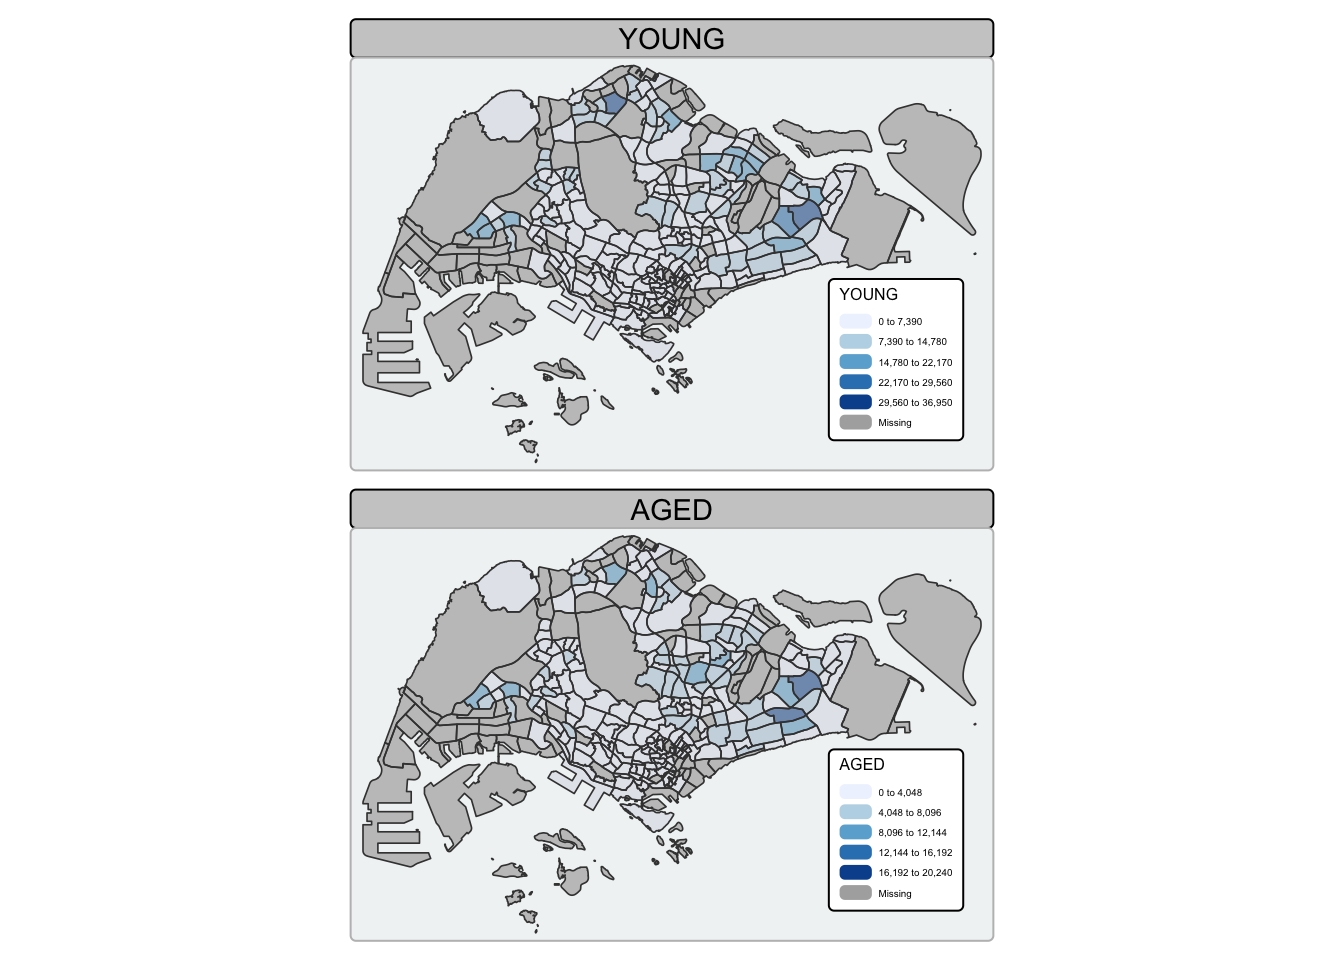 YOUNG
YOUNG
0 to 7,390
7,390 to 14,780
14,780 to 22,170
22,170 to 29,560
29,560 to 36,950
Missing
AGED
AGED
0 to 4,048
4,048 to 8,096
8,096 to 12,144
12,144 to 16,192
16,192 to 20,240
Missing